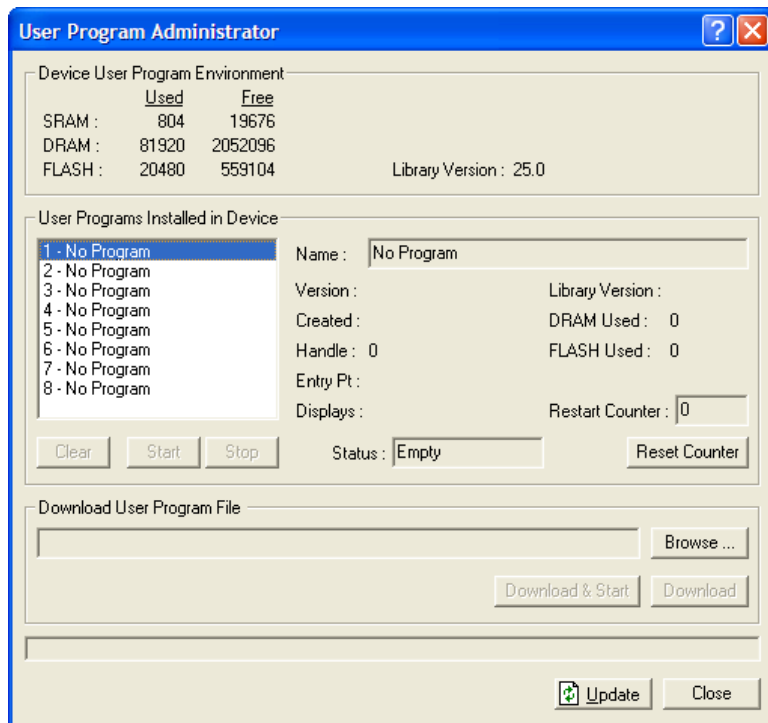 User Program Administrator
Device User Program Environment
Used Free
SRAM : 804 19676
DRAM : 81920 2052096
FLASH : 20480 559104 Library Version : 25.0
User Programs Installed in Device
1 - No Program
2 - No Program
3 - No Program
4 - No Program
5 - No Program
6 - No Program
7 - No Program
8 - No Program
Name : No Program
Version : Library Version :
Created : DRAM Used : 0
Handle : 0 FLASH Used : 0
Entry Pt :
Displays : Restart Counter : 0
Clear Start Stop Status : Empty Reset Counter
Download User Program File
Browse ...
Download & Start Download
Update Close